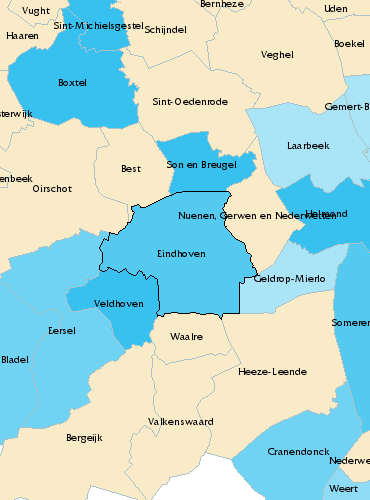 Bernheze
Uden
Vught
Sint-Michielsgestel
Schijndel
Haaren
Boekel
Veghel
Boxtel
Sint-Oedenrode
Gemert-B
sterwijk
Laarbeek
Best
Son en Breugel
enbeek
Oirschot
Nuenen, Gerwen en Nederwetten
Helmond
Eindhoven
Geldrop-Mierlo
Veldhoven
Someren
Eersel
Waalre
Bladel
Heeze-Leende
Valkenswaard
Bergeijk
Cranendonck
Nederwe
Weert